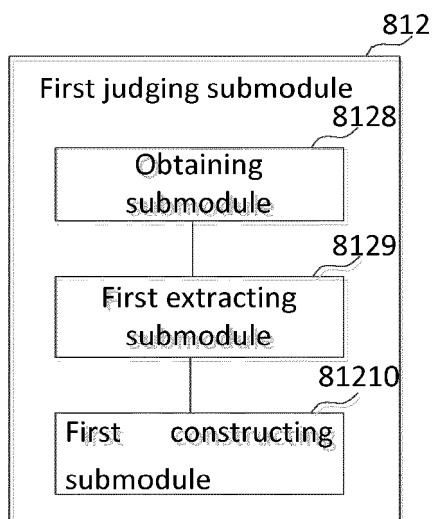 812
First judging submodule
8128
Obtaining
submodule
8129
First extracting
submodule
81210
First constructing
submodule